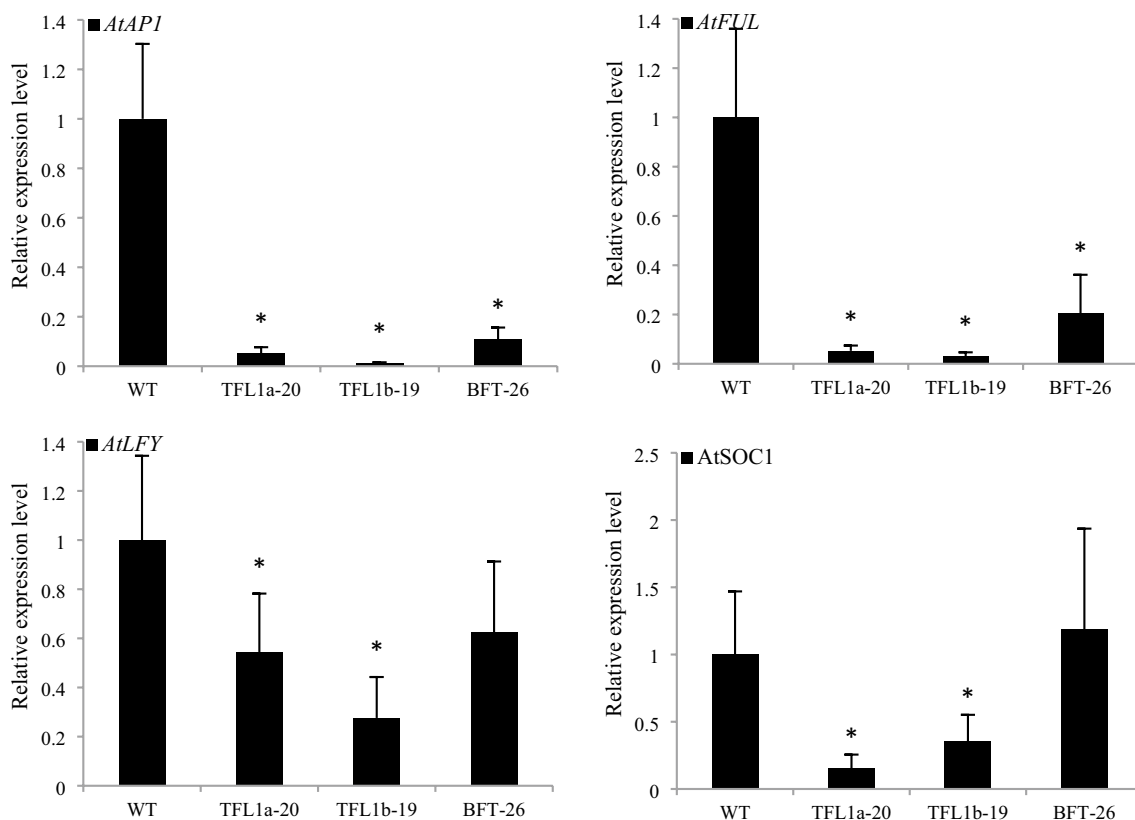 AtAP1
Relative expression level
1.4
1.2
1
0.8
0.6
0.4
0.2
0
*
*
*
WT
TFL1a-20
TFL1b-19
BFT-26
AtFUL
Relative expression level
1.4
1.2
1
0.8
0.6
0.4
0.2
0
*
*
*
WT
TFL1a-20
TFL1b-19
BFT-26
AtLFY
Relative expression level
1.4
1.2
1
0.8
0.6
0.4
0.2
0
*
*
WT
TFL1a-20
TFL1b-19
BFT-26
AtSOC1
Relative expression level
2.5
2
1.5
1
0.5
0
*
*
WT
TFL1a-20
TFL1b-19
BFT-26